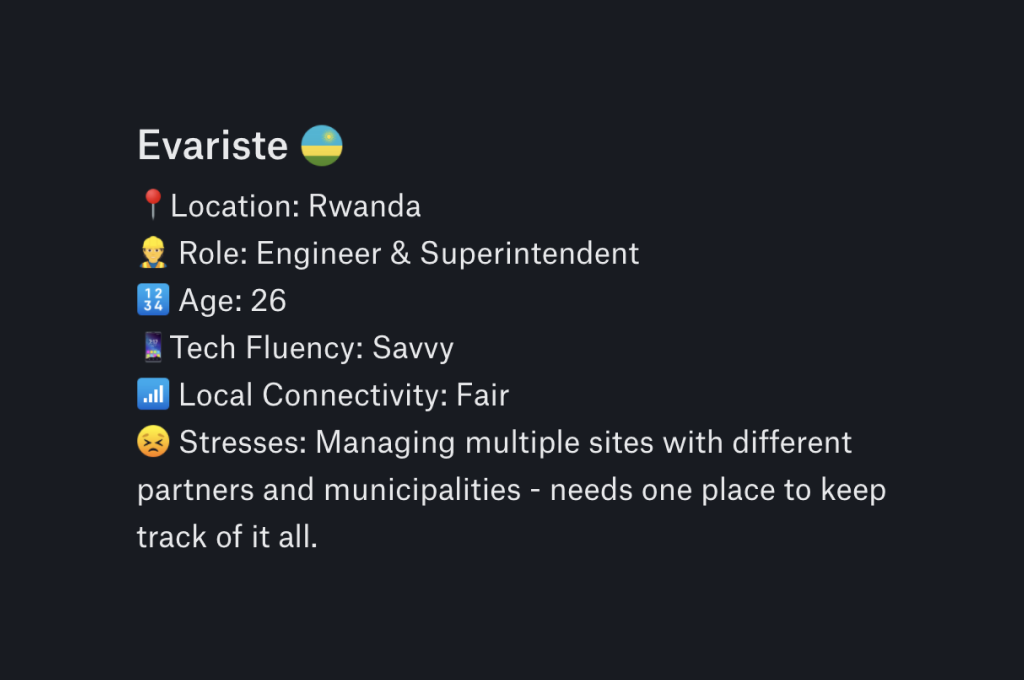 Evariste 🇷🇼
📍Location: Rwanda
👷 Role: Engineer & Superintendent
🔢 Age: 26
📱Tech Fluency: Savvy
📶 Local Connectivity: Fair
😣 Stresses: Managing multiple sites with different
partners and municipalities - needs one place to keep
track of it all.